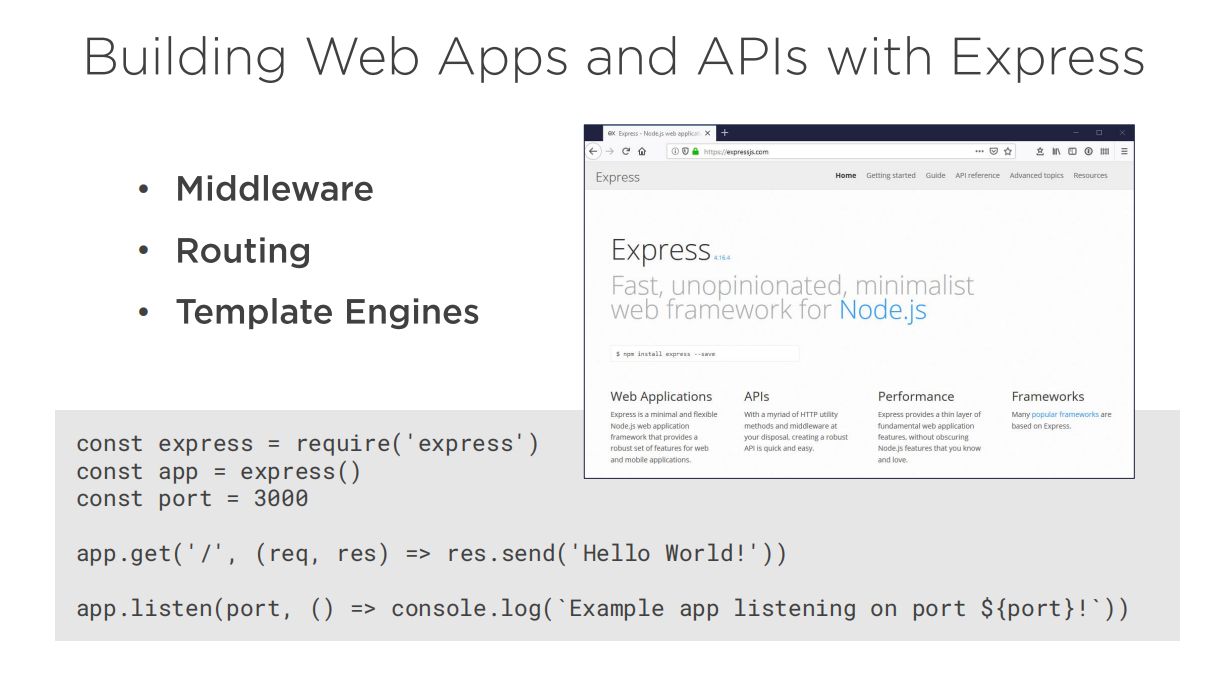 Building Web Apps and APIs with Express
• Middleware
• Routing
• Template Engines
ex Express - Node.js web applicat
https://expressjs.com
Express
Home Getting started Guide API reference Advanced topics Resources
Express 4.16.4
Fast, unopinionated, minimalist
web framework for Node.js
$ npm install express --save
Web Applications
Express is a minimal and flexible
Node.js web application
framework that provides a
robust set of features for web
and mobile applications.
APIs
With a myriad of HTTP utility
methods and middleware at
your disposal, creating a robust
API is quick and easy.
Performance
Express provides a thin layer of
fundamental web application
features, without obscuring
Node.js features that you know
and love.
Frameworks
Many popular frameworks are
based on Express.
const express = require('express')
const app = express()
const port = 3000
app.get('/', (req, res) => res.send('Hello World!'))
app.listen(port, () => console.log(`Example app listening on port ${port}!`))